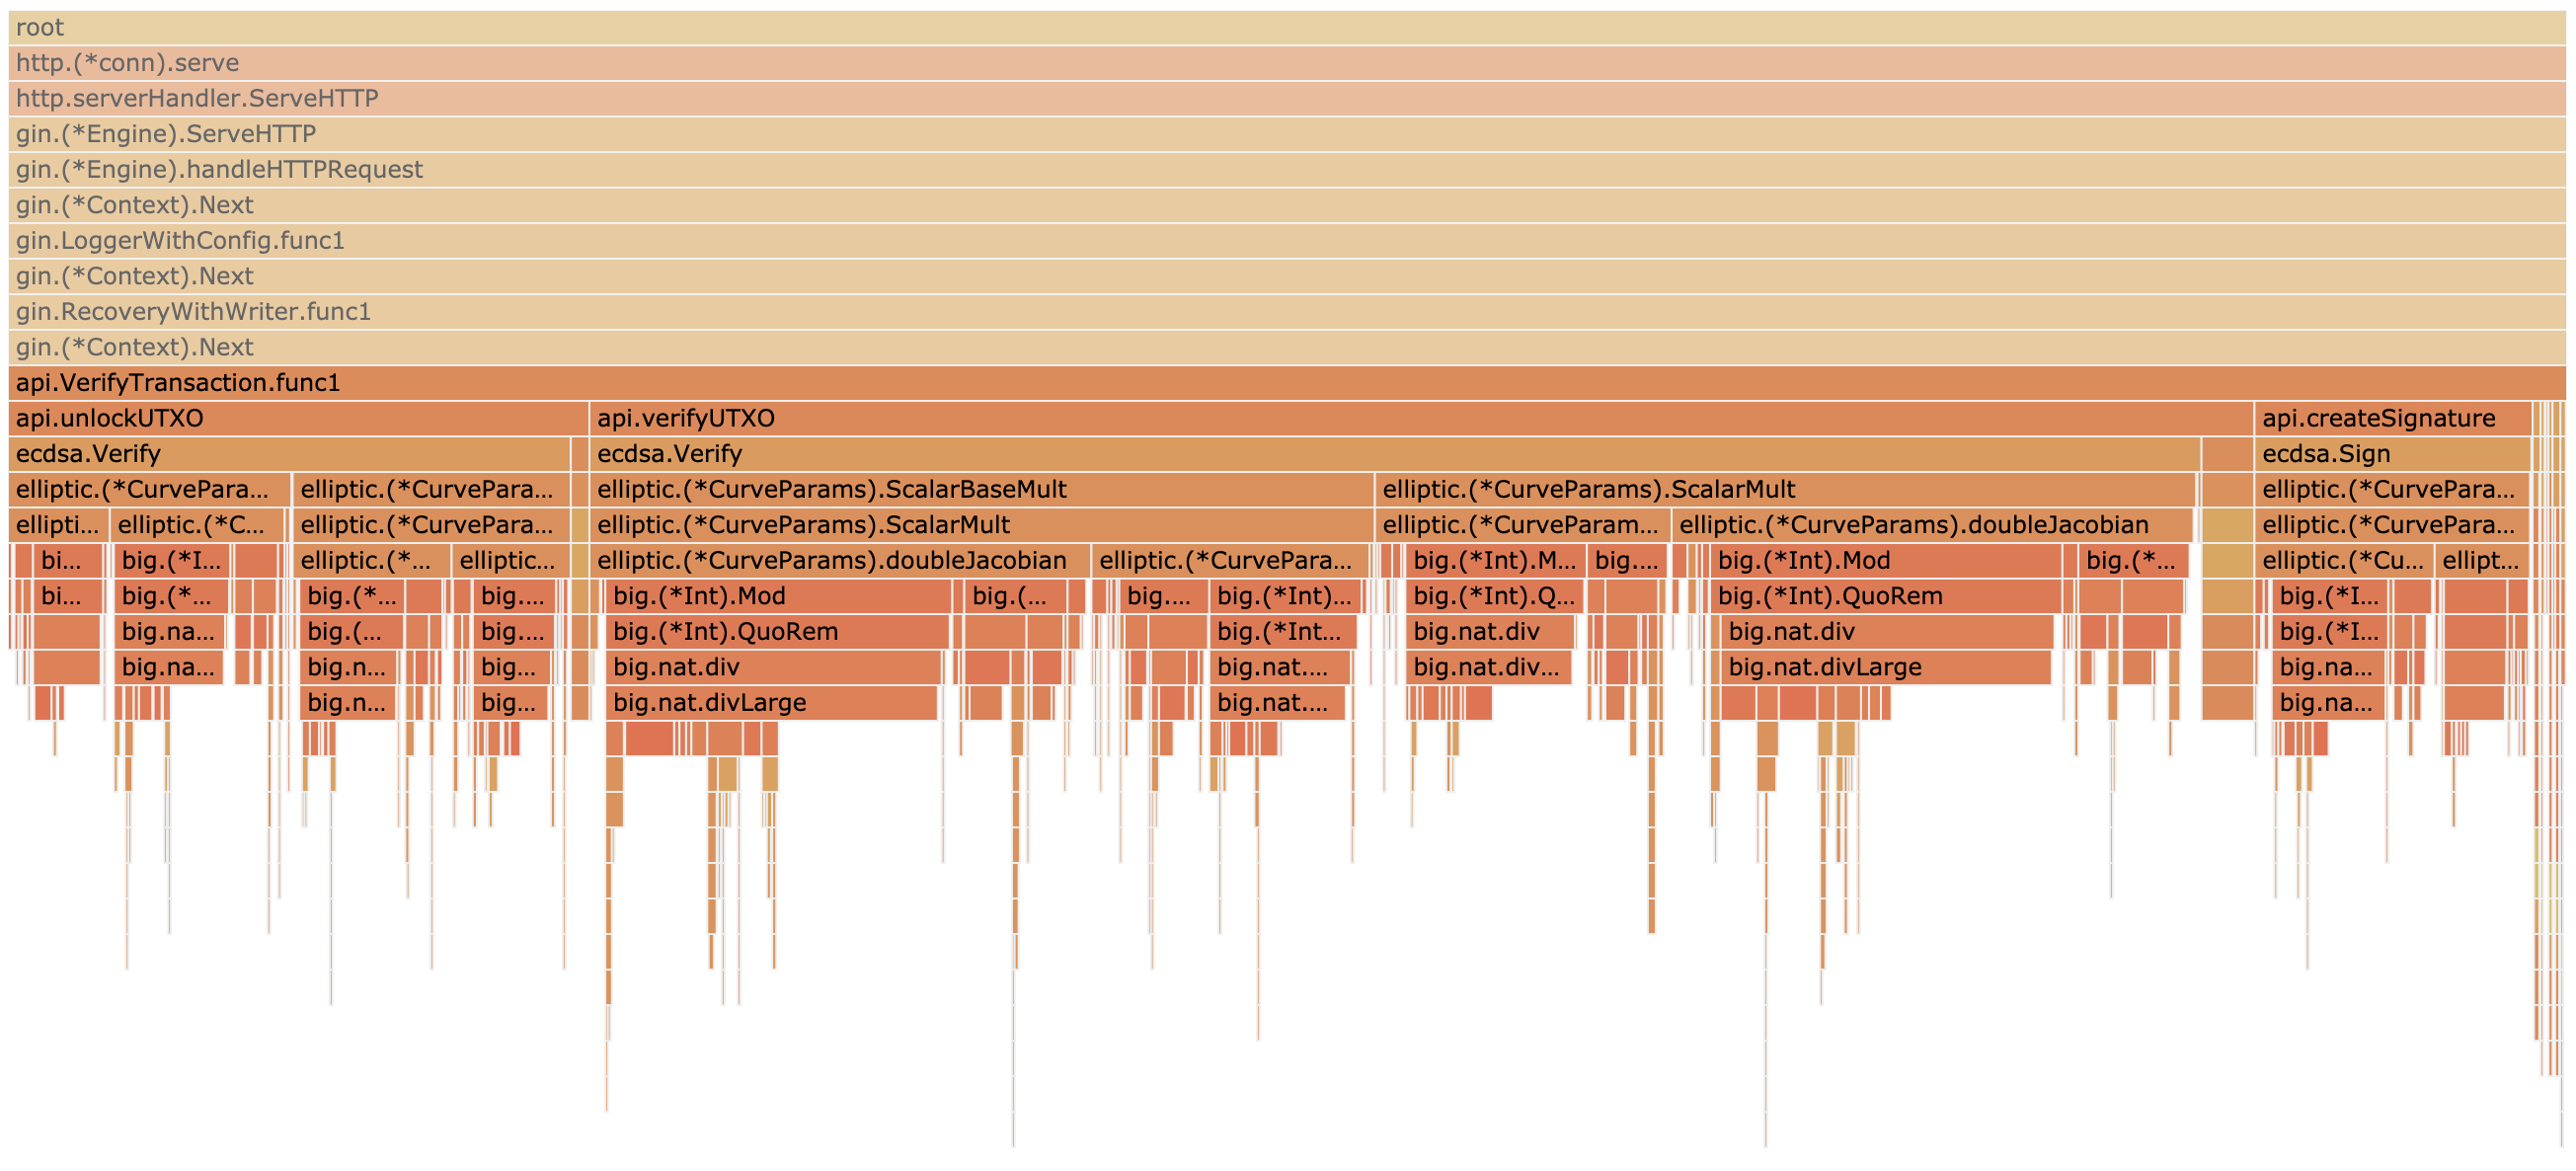 root
http.(*conn).serve
http.serverHandler.ServeHTTP
gin.(*Engine).ServeHTTP
gin.(*Engine).handleHTTPRequest
gin.(*Context).Next
gin.LoggerWithConfig.func1
gin.(*Context).Next
gin.RecoveryWithWriter.func1
gin.(*Context).Next
api.VerifyTransaction.func1
api.unlockUTXO api.verifyUTXO api.createSignature
ecdsa.Verify ecdsa.Verify ecdsa.Sign
elliptic.(*CurvePara... elliptic.(*CurvePara... elliptic.(*CurveParams).ScalarBaseMult elliptic.(*CurveParams).ScalarMult elliptic.(*CurvePara...
ellipti... elliptic.(*C... elliptic.(*CurvePara... elliptic.(*CurveParams).ScalarMult elliptic.(*CurveParam... elliptic.(*CurveParams).doubleJacobian elliptic.(*CurvePara...
bi... big.(*I... elliptic.(*... elliptic... elliptic.(*CurveParams).doubleJacobian elliptic.(*CurvePara... big.(*Int).M... big.... big.(*Int).Mod big.(*... elliptic.(*Cu... ellipt...
bi... big.(*... big.(*... big.... big.(*Int).Mod big.(... big.... big.(*Int)... big.(*Int).Q... big.(*Int).QuoRem big.(*I...
big.na... big.(... big.... big.(*Int).QuoRem big.(*Int... big.nat.div big.nat.div big.(*I...
big.na... big.n... big... big.nat.div big.nat.... big.nat.div... big.nat.divLarge big.na...
big.n... big... big.nat.divLarge big.nat.... big.na...